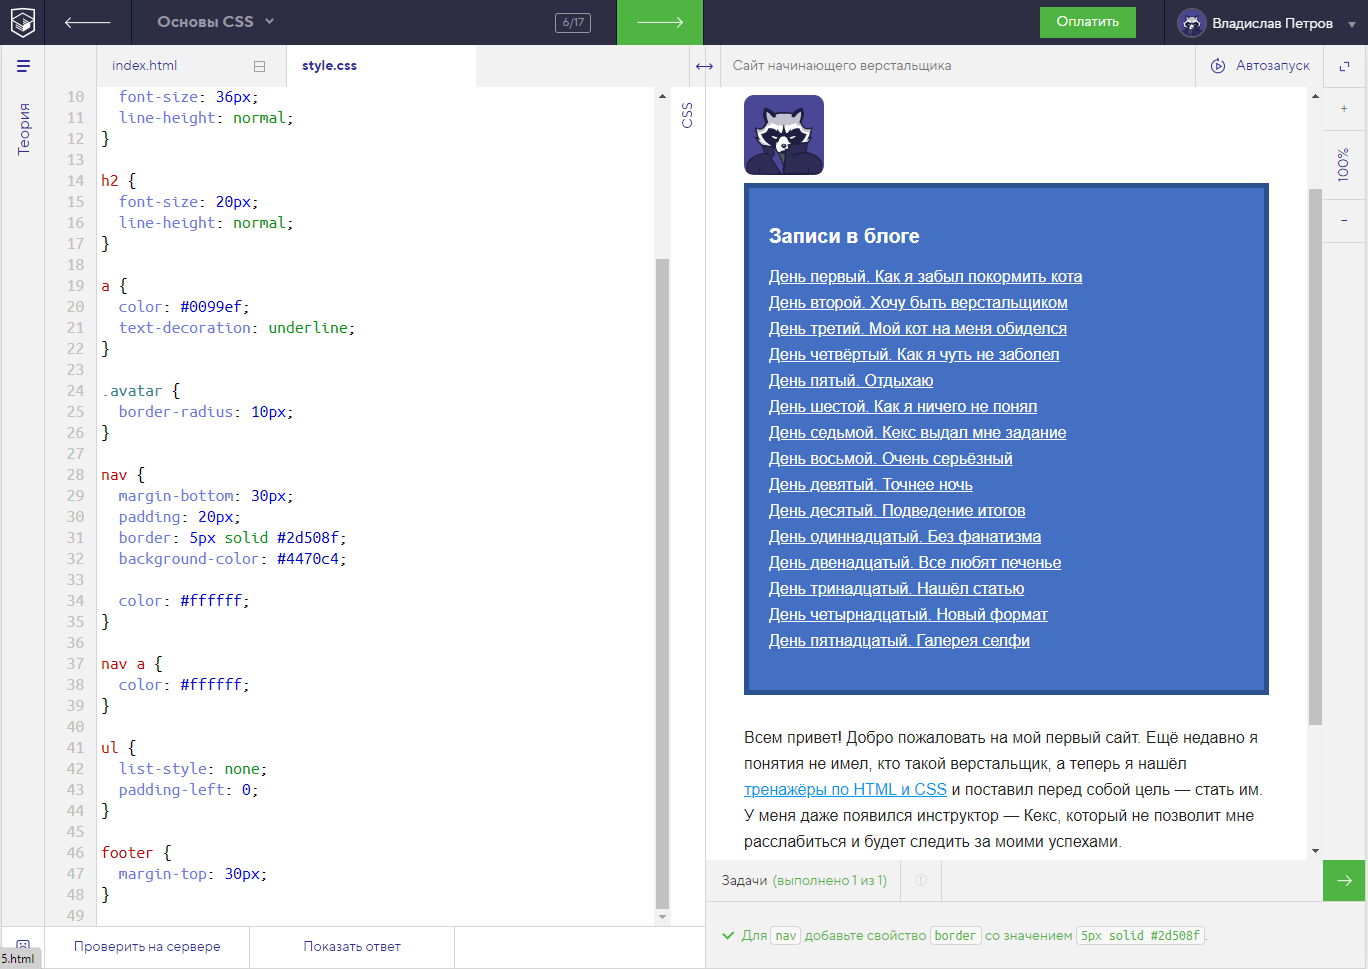 Основы CSS
6/17
Оплатить
Владислав Петров
Теория
index.html
style.css
10 font-size: 36px;
11 line-height: normal;
12 }
13
14 h2 {
15 font-size: 20px;
16 line-height: normal;
17 }
18
19 a {
20 color: #0099ef;
21 text-decoration: underline;
22 }
23
24 .avatar {
25 border-radius: 10px;
26 }
27
28 nav {
29 margin-bottom: 30px;
30 padding: 20px;
31 border: 5px solid #2d508f;
32 background-color: #4470c4;
33
34 color: #ffffff;
35 }
36
37 nav a {
38 color: #ffffff;
39 }
40
41 ul {
42 list-style: none;
43 padding-left: 0;
44 }
45
46 footer {
47 margin-top: 30px;
48 }
49
CSS
Проверить на сервере
Показать ответ
5.html
Сайт начинающего верстальщика
Автозапуск
+
100%
−
Записи в блоге
День первый. Как я забыл покормить кота
День второй. Хочу быть верстальщиком
День третий. Мой кот на меня обиделся
День четвёртый. Как я чуть не заболел
День пятый. Отдыхаю
День шестой. Как я ничего не понял
День седьмой. Кекс выдал мне задание
День восьмой. Очень серьёзный
День девятый. Точнее ночь
День десятый. Подведение итогов
День одиннадцатый. Без фанатизма
День двенадцатый. Все любят печенье
День тринадцатый. Нашёл статью
День четырнадцатый. Новый формат
День пятнадцатый. Галерея селфи
Всем привет! Добро пожаловать на мой первый сайт. Ещё недавно я
понятия не имел, кто такой верстальщик, а теперь я нашёл
тренажёры по HTML и CSS и поставил перед собой цель — стать им.
У меня даже появился инструктор — Кекс, который не позволит мне
расслабиться и будет следить за моими успехами.
Задачи (выполнено 1 из 1)
Для nav добавьте свойство border со значением 5px solid #2d508f.